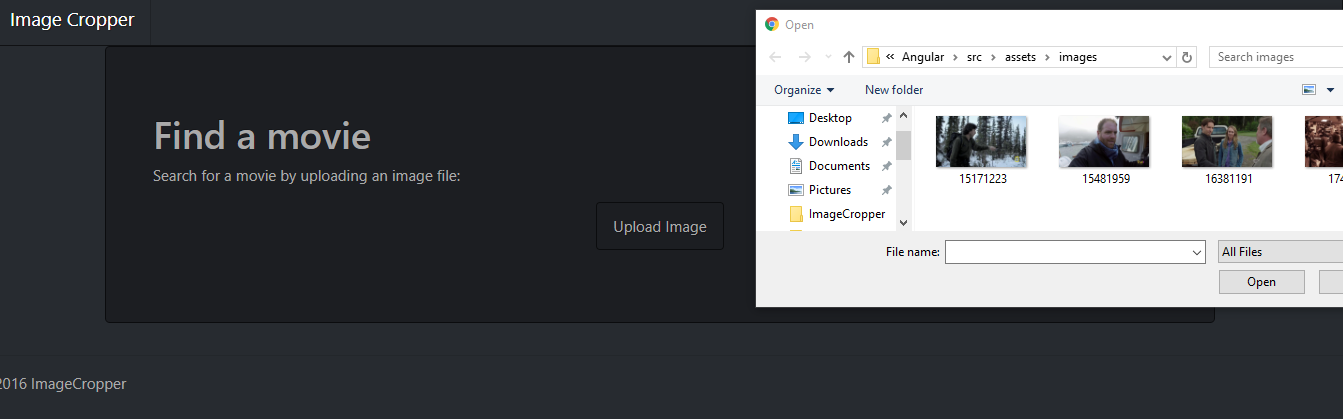 Image Cropper
Find a movie
Search for a movie by uploading an image file:
Upload Image
2016 ImageCropper
Open
« Angular > src > assets > images
Search images
Organize
New folder
Desktop
Downloads
Documents
Pictures
ImageCropper
15171223
15481959
16381191
174
File name:
All Files
Open